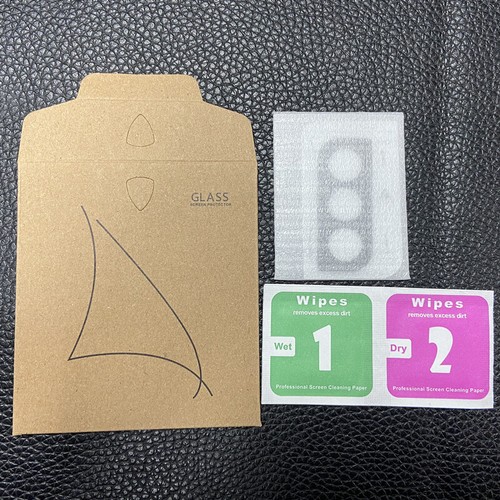 GLASS
SCREEN PROTECTOR
Wipes
removes excess dirt
Wet
1
Professional Screen Cleaning Paper
Wipes
removes excess dirt
Dry
2
Professional Screen Cleaning Paper